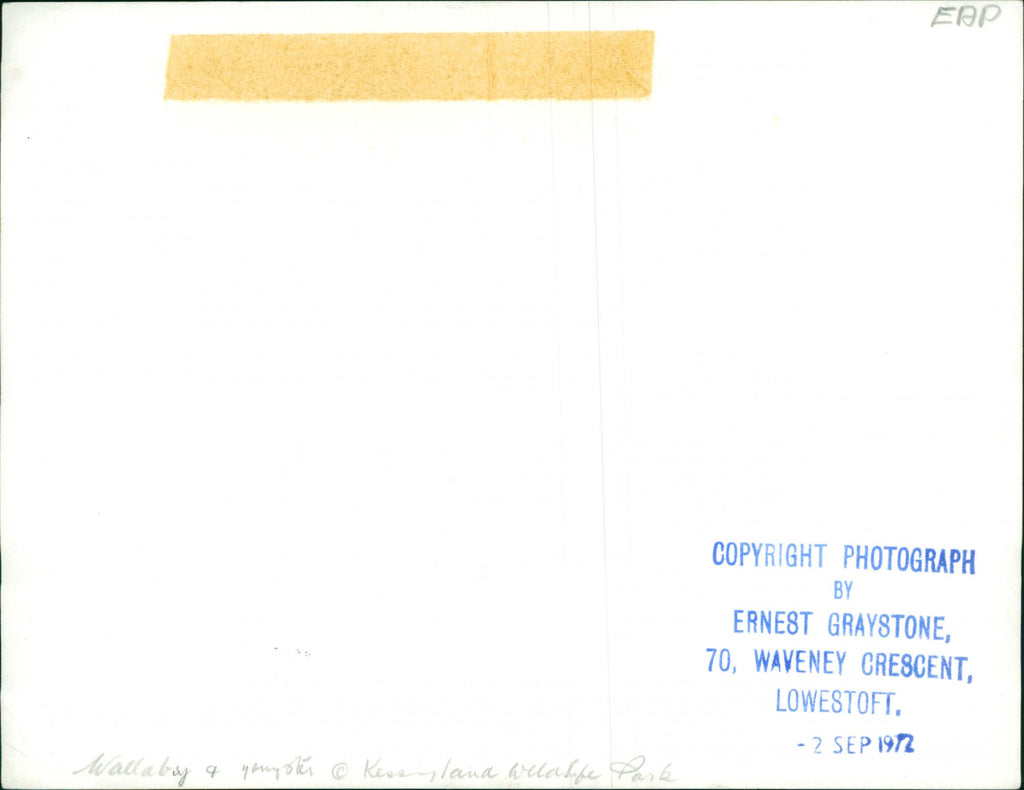 EAP
COPYRIGHT PHOTOGRAPH
BY
ERNEST GRAYSTONE,
70, WAVENEY CRESCENT,
LOWESTOFT.
- 2 SEP 1972
Wallaby & youngster @ Kessingland Wildlife Park